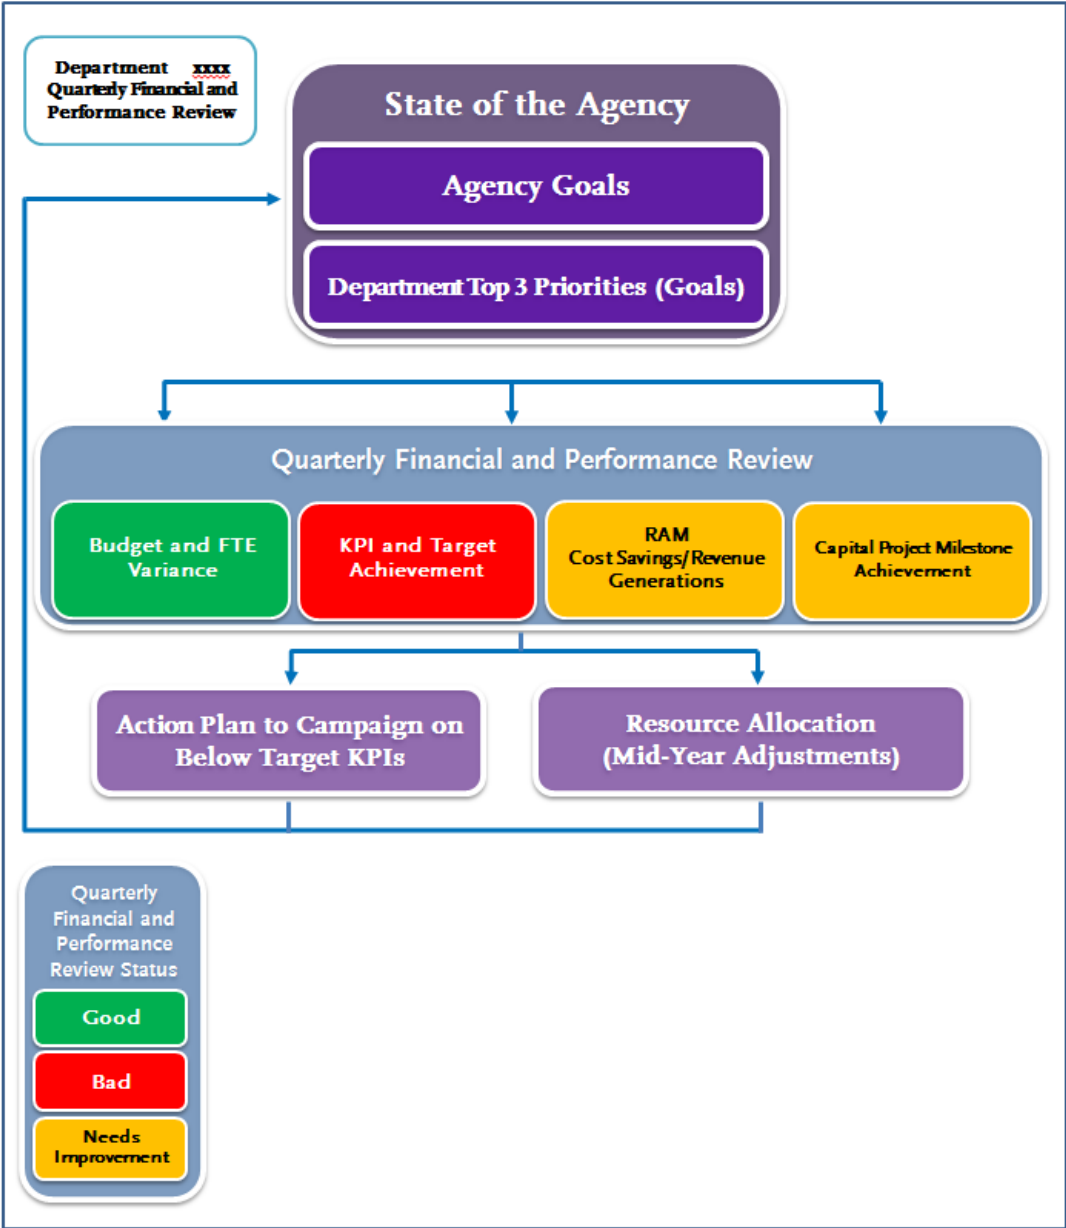 Department xxxx
Quarterly Financial and
Performance Review
State of the Agency
Agency Goals
Department Top 3 Priorities (Goals)
Quarterly Financial and Performance Review
Budget and FTE
Variance
KPI and Target
Achievement
RAM
Cost Savings/Revenue
Generations
Capital Project Milestone
Achievement
Action Plan to Campaign on
Below Target KPIs
Resource Allocation
(Mid-Year Adjustments)
Quarterly
Financial and
Performance
Review Status
Good
Bad
Needs
Improvement